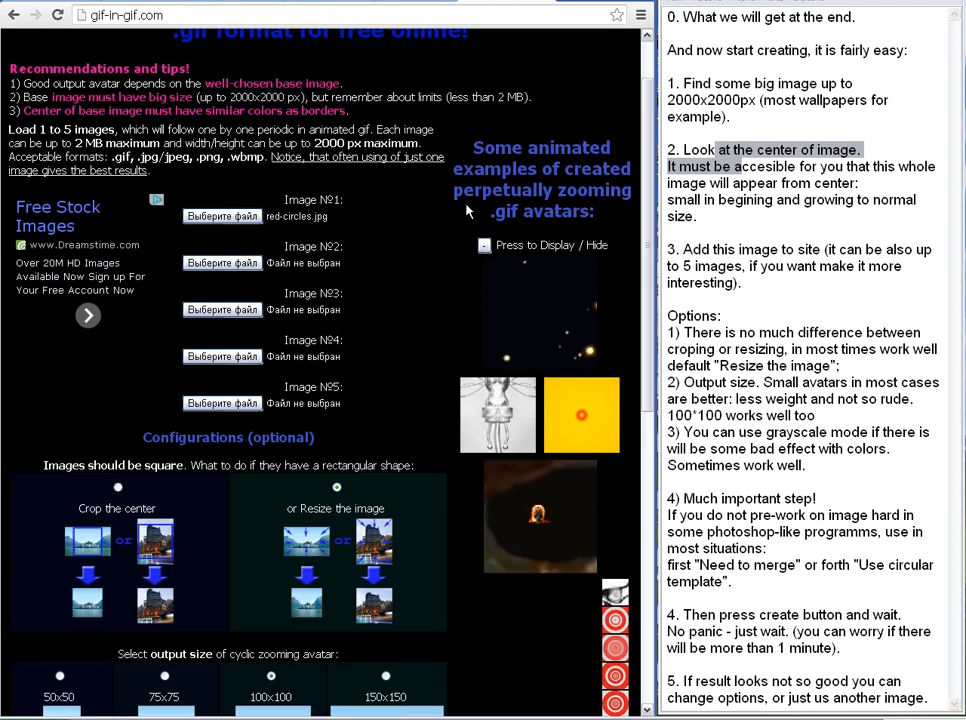 gif-in-gif.com
.gif format for free online!
Recommendations and tips!
1) Good output avatar depends on the well-chosen base image.
2) Base image must have big size (up to 2000x2000 px), but remember about limits (less than 2 MB).
3) Center of base image must have similar colors as borders.
Load 1 to 5 images, which will follow one by one periodic in animated gif. Each image
can be up to 2 MB maximum and width/height can be up to 2000 px maximum.
Acceptable formats: .gif, .jpg/jpeg, .png, .wbmp. Notice, that often using of just one
image gives the best results.
Free Stock
Images
www.Dreamstime.com
Over 20M HD Images
Available Now Sign up For
Your Free Account Now
Image №1:
Выберите файл red-circles.jpg
Image №2:
Выберите файл Файл не выбран
Image №3:
Выберите файл Файл не выбран
Image №4:
Выберите файл Файл не выбран
Image №5:
Выберите файл Файл не выбран
Configurations (optional)
Images should be square. What to do if they have a rectangular shape:
Crop the center
or
or Resize the image
or
Select output size of cyclic zooming avatar:
50x50
75x75
100x100
150x150
Some animated
examples of created
perpetually zooming
.gif avatars:
- Press to Display / Hide
0. What we will get at the end.
And now start creating, it is fairly easy:
1. Find some big image up to
2000x2000px (most wallpapers for
example).
2. Look at the center of image.
It must be accesible for you that this whole
image will appear from center:
small in begining and growing to normal
size.
3. Add this image to site (it can be also up
to 5 images, if you want make it more
interesting).
Options:
1) There is no much difference between
croping or resizing, in most times work well
default "Resize the image";
2) Output size. Small avatars in most cases
are better: less weight and not so rude.
100*100 works well too
3) You can use grayscale mode if there is
will be some bad effect with colors.
Sometimes work well.
4) Much important step!
If you do not pre-work on image hard in
some photoshop-like programms, use in
most situations:
first "Need to merge" or forth "Use circular
template".
4. Then press create button and wait.
No panic - just wait. (you can worry if there
will be more than 1 minute).
5. If result looks not so good you can
change options, or just us another image.